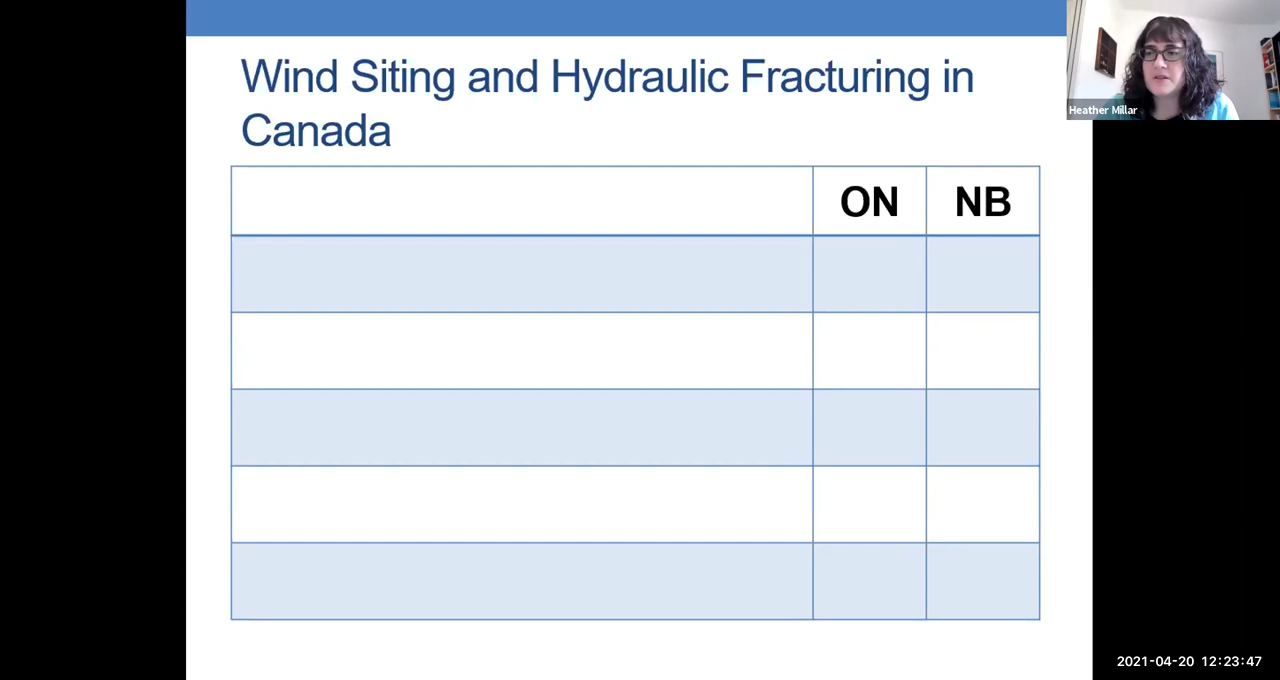 Wind Siting and Hydraulic Fracturing in
Canada
ON NB
Heather Millar
2021-04-20 12:23:47